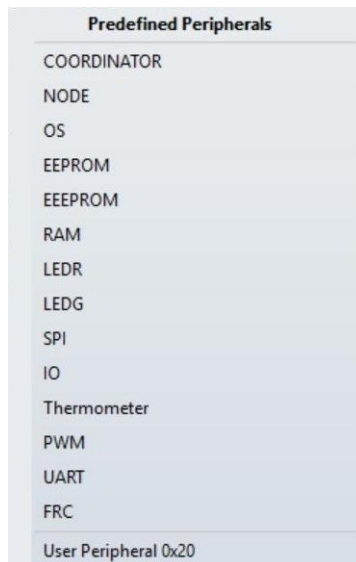 Predefined Peripherals
COORDINATOR
NODE
OS
EEPROM
EEEPROM
RAM
LEDR
LEDG
SPI
IO
Thermometer
PWM
UART
FRC
User Peripheral 0x20